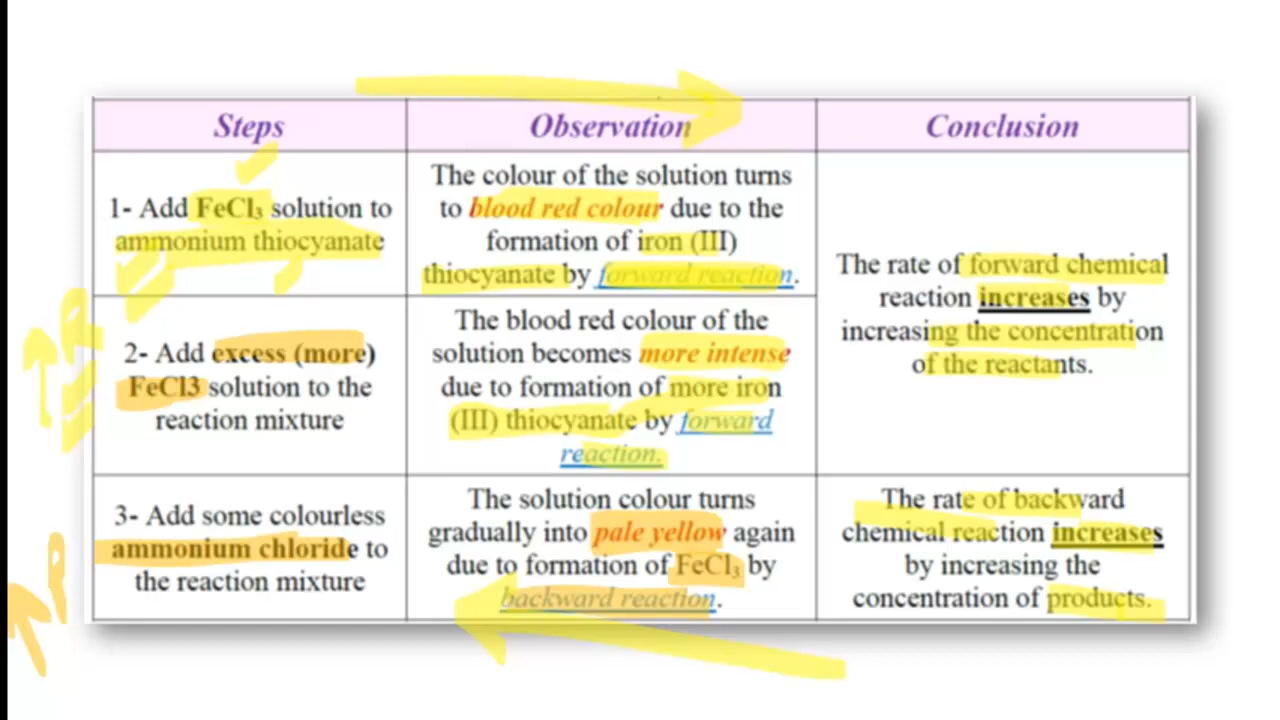 Steps
Observation
Conclusion
1- Add FeCl₃ solution to
ammonium thiocyanate
The colour of the solution turns
to blood red colour due to the
formation of iron (III)
thiocyanate by forward reaction.
The rate of forward chemical
reaction increases by
increasing the concentration
of the reactants.
2- Add excess (more)
FeCl3 solution to the
reaction mixture
The blood red colour of the
solution becomes more intense
due to formation of more iron
(III) thiocyanate by forward
reaction.
3- Add some colourless
ammonium chloride to
the reaction mixture
The solution colour turns
gradually into pale yellow again
due to formation of FeCl₃ by
backward reaction.
The rate of backward
chemical reaction increases
by increasing the
concentration of products.
R
P